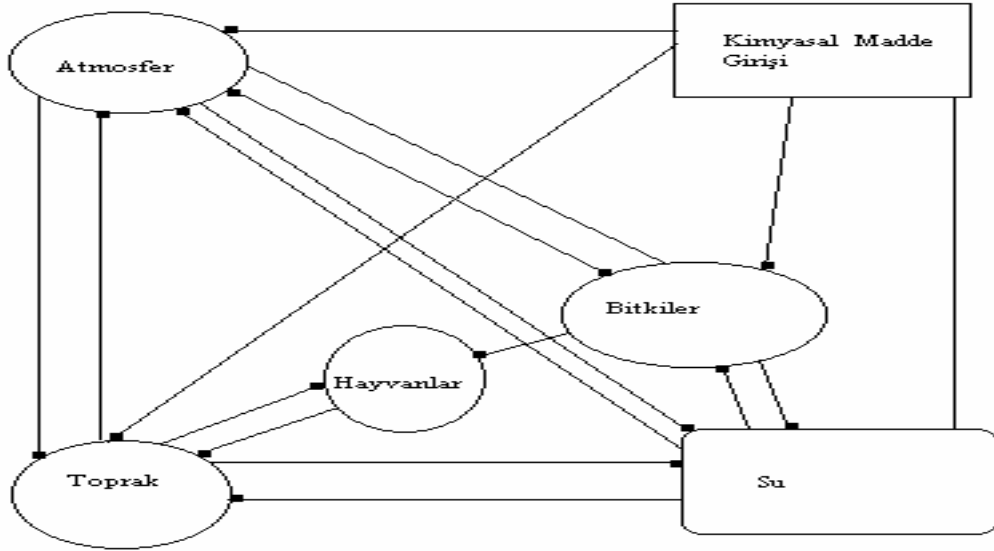 Atmosfer
Kimyasal Madde
Girişi
Bitkiler
Hayvanlar
Toprak
Su